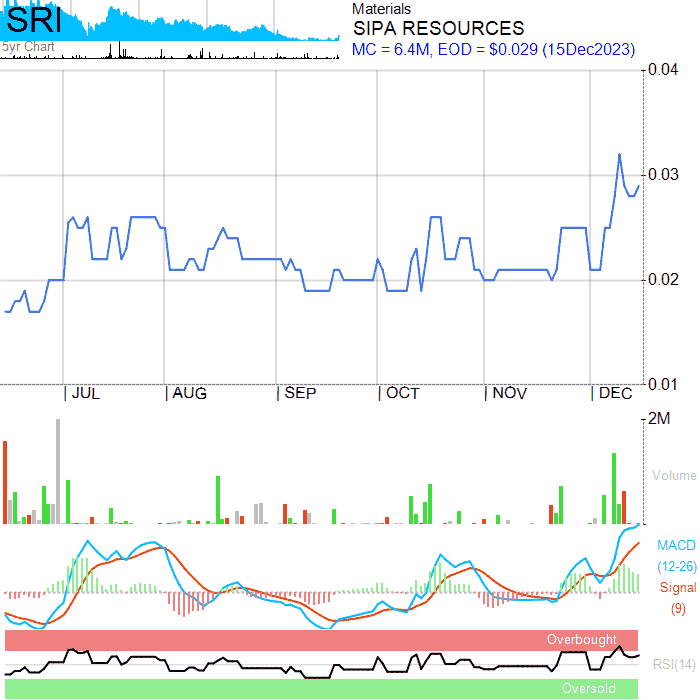 SRI
5yr Chart
Materials
SIPA RESOURCES
MC = 6.4M, EOD = $0.029 (15Dec2023)
0.04
0.03
0.02
0.01
| JUL | AUG | SEP | OCT | NOV | DEC
2M
Volume
MACD
(12-26)
Signal
(9)
Overbought
RSI(14)
Oversold